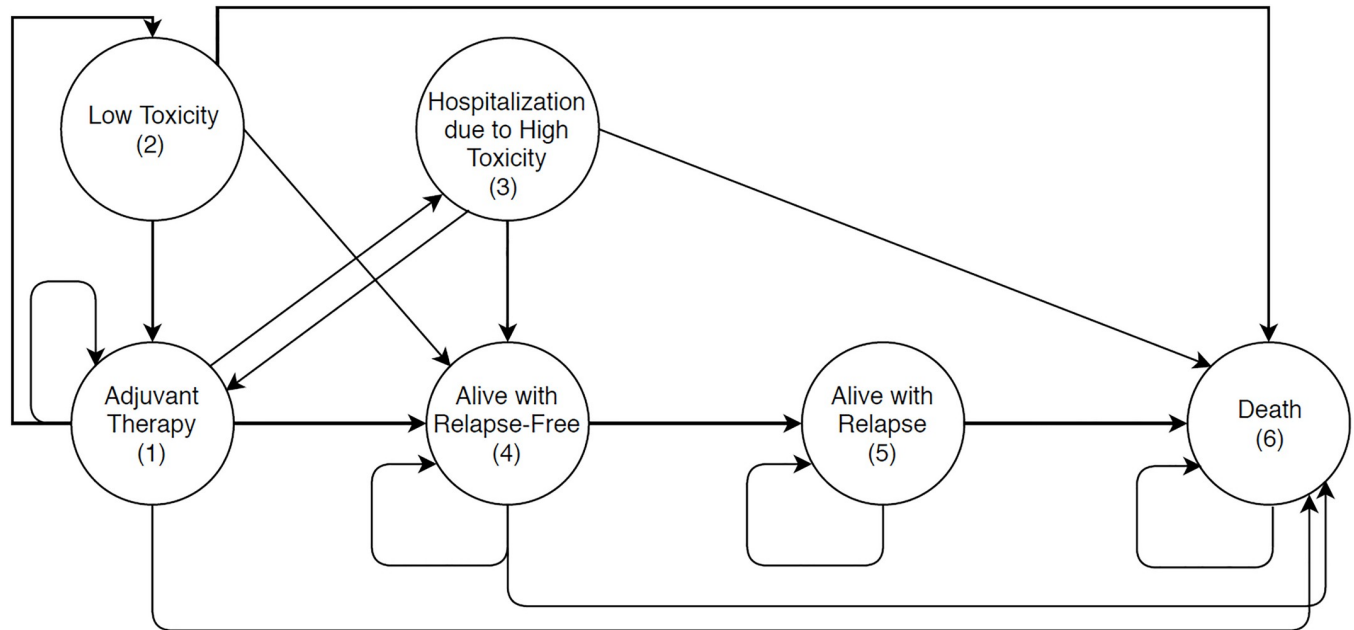 Low Toxicity
(2)
Hospitalization
due to High
Toxicity
(3)
Adjuvant
Therapy
(1)
Alive with
Relapse-Free
(4)
Alive with
Relapse
(5)
Death
(6)